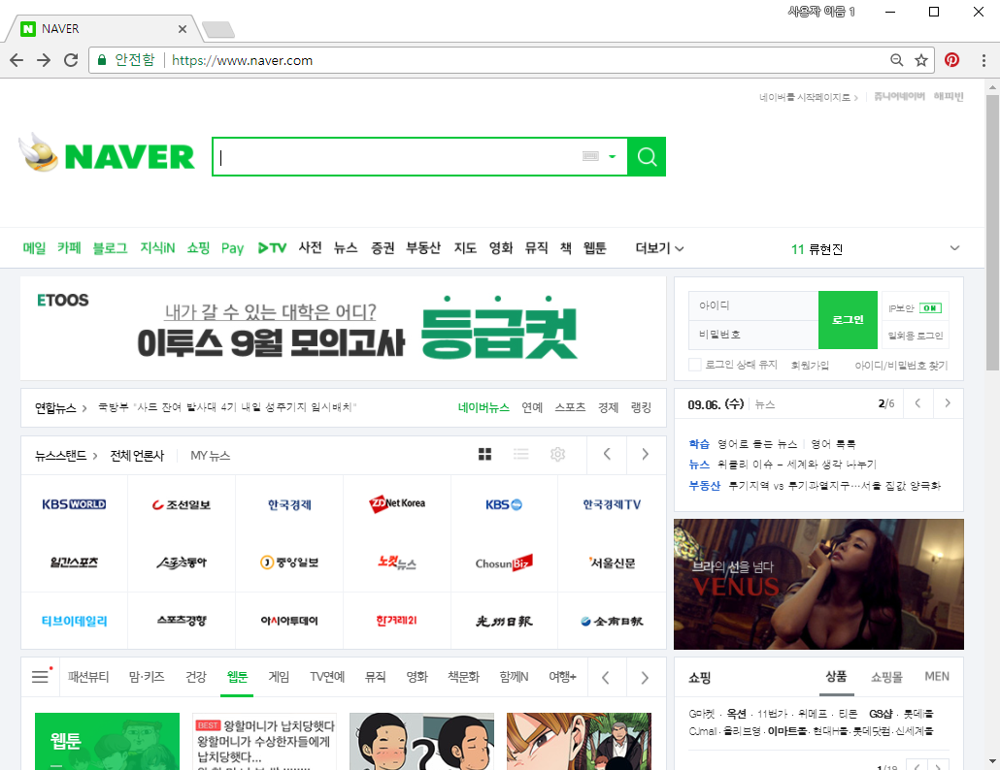 사용자 이름 1
NAVER
안전함 https://www.naver.com
네이버를 시작페이지로 쥬니어네이버 해피빈
NAVER
메일 카페 블로그 지식iN 쇼핑 Pay TV 사전 뉴스 증권 부동산 지도 영화 뮤직 책 웹툰 더보기 11 류현진
ETOOS
내가 갈 수 있는 대학은 어디?
이투스 9월 모의고사 등급컷
아이디
비밀번호
로그인
IP보안 ON
일회용 로그인
로그인 상태 유지 회원가입 아이디/비밀번호 찾기
연합뉴스 국방부 "사드 잔여 발사대 4기 내일 성주기지 임시배치" 네이버뉴스 연예 스포츠 경제 랭킹
09.06. (수) 뉴스 2/6
학습 영어로 듣는 뉴스 | 영어 톡톡
뉴스 위클리 이슈 - 세계와 생각 나누기
부동산 투기지역 vs 투기과열지구…서울 집값 양극화
뉴스스탠드 전체 언론사 MY 뉴스
KBS WORLD 조선일보 한국경제 ZDNet Korea KBS 한국경제TV
일간스포츠 스포츠동아 중앙일보 노컷뉴스 ChosunBiz 서울신문
티브이데일리 스포츠경향 아시아투데이 한겨레21 光州日報 全南日報
브라의 선을 넘다
VENUS
패션뷰티 맘·키즈 건강 웹툰 게임 TV연예 뮤직 영화 책문화 함께N 여행+
웹툰
BEST 왕할머니가 납치당했다
왕할머니가 수상한자들에게
납치당했다...
쇼핑 상품 쇼핑몰 MEN
G마켓 · 옥션 · 11번가 · 위메프 · 티몬 GS샵 · 롯데i몰
CJmall · 올리브영 · 이마트몰 · 현대H몰 · 롯데닷컴 · 신세계몰
1/19